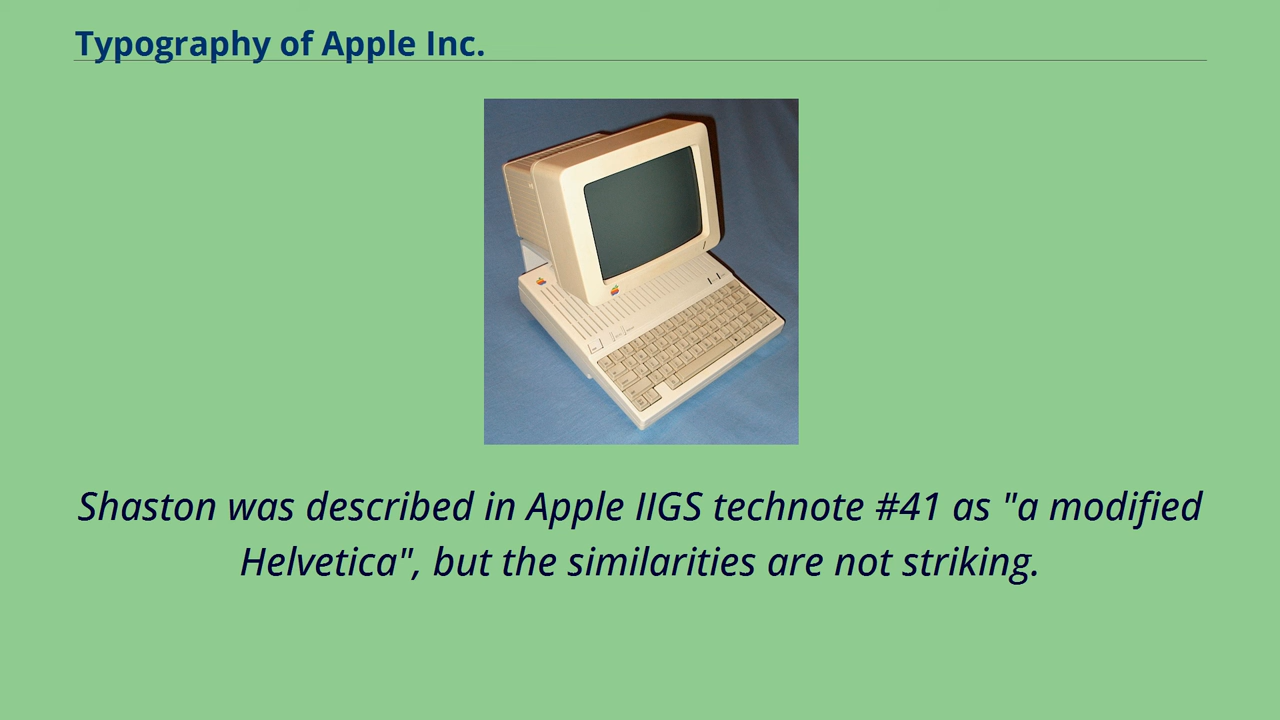 Typography of Apple Inc.
Shaston was described in Apple IIGS technote #41 as "a modified
Helvetica", but the similarities are not striking.